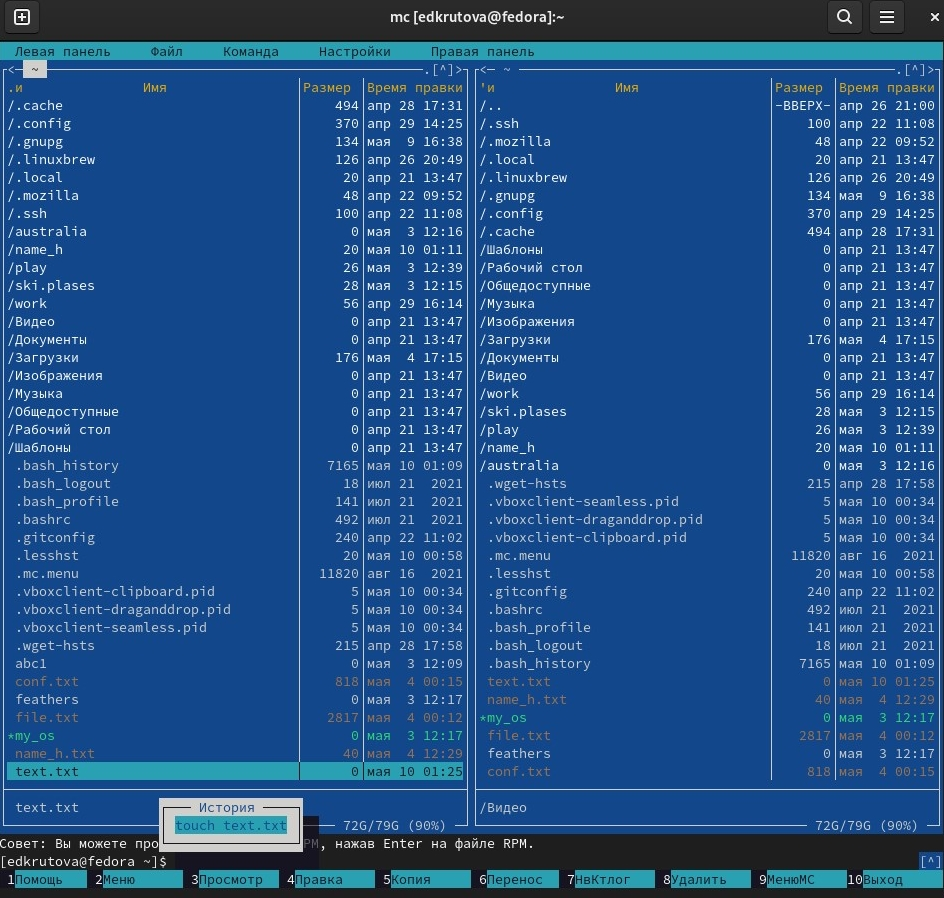 mc [edkrutova@fedora]:~
Левая панель Файл Команда Настройки Правая панель
<─ ~ .[^]>
.и Имя Размер Время правки
/.cache 494 апр 28 17:31
/.config 370 апр 29 14:25
/.gnupg 134 мая 9 16:38
/.linuxbrew 126 апр 26 20:49
/.local 20 апр 21 13:47
/.mozilla 48 апр 22 09:52
/.ssh 100 апр 22 11:08
/australia 0 мая 3 12:16
/name_h 20 мая 10 01:11
/play 26 мая 3 12:39
/ski.plases 28 мая 3 12:15
/work 56 апр 29 16:14
/Видео 0 апр 21 13:47
/Документы 0 апр 21 13:47
/Загрузки 176 мая 4 17:15
/Изображения 0 апр 21 13:47
/Музыка 0 апр 21 13:47
/Общедоступные 0 апр 21 13:47
/Рабочий стол 0 апр 21 13:47
/Шаблоны 0 апр 21 13:47
.bash_history 7165 мая 10 01:09
.bash_logout 18 июл 21 2021
.bash_profile 141 июл 21 2021
.bashrc 492 июл 21 2021
.gitconfig 240 апр 22 11:02
.lesshst 20 мая 10 00:58
.mc.menu 11820 авг 16 2021
.vboxclient-clipboard.pid 5 мая 10 00:34
.vboxclient-draganddrop.pid 5 мая 10 00:34
.vboxclient-seamless.pid 5 мая 10 00:34
.wget-hsts 215 апр 28 17:58
abc1 0 мая 3 12:09
conf.txt 818 мая 4 00:15
feathers 0 мая 3 12:17
file.txt 2817 мая 4 00:12
*my_os 0 мая 3 12:17
name_h.txt 40 мая 4 12:29
text.txt 0 мая 10 01:25
text.txt
72G/79G (90%)
<─ ~ .[^]>
'и Имя Размер Время правки
/.. -ВВЕРХ- апр 26 21:00
/.ssh 100 апр 22 11:08
/.mozilla 48 апр 22 09:52
/.local 20 апр 21 13:47
/.linuxbrew 126 апр 26 20:49
/.gnupg 134 мая 9 16:38
/.config 370 апр 29 14:25
/.cache 494 апр 28 17:31
/Шаблоны 0 апр 21 13:47
/Рабочий стол 0 апр 21 13:47
/Общедоступные 0 апр 21 13:47
/Музыка 0 апр 21 13:47
/Изображения 0 апр 21 13:47
/Загрузки 176 мая 4 17:15
/Документы 0 апр 21 13:47
/Видео 0 апр 21 13:47
/work 56 апр 29 16:14
/ski.plases 28 мая 3 12:15
/play 26 мая 3 12:39
/name_h 20 мая 10 01:11
/australia 0 мая 3 12:16
.wget-hsts 215 апр 28 17:58
.vboxclient-seamless.pid 5 мая 10 00:34
.vboxclient-draganddrop.pid 5 мая 10 00:34
.vboxclient-clipboard.pid 5 мая 10 00:34
.mc.menu 11820 авг 16 2021
.lesshst 20 мая 10 00:58
.gitconfig 240 апр 22 11:02
.bashrc 492 июл 21 2021
.bash_profile 141 июл 21 2021
.bash_logout 18 июл 21 2021
.bash_history 7165 мая 10 01:09
text.txt 0 мая 10 01:25
name_h.txt 40 мая 4 12:29
*my_os 0 мая 3 12:17
file.txt 2817 мая 4 00:12
feathers 0 мая 3 12:17
conf.txt 818 мая 4 00:15
/Видео
72G/79G (90%)
История
touch text.txt
Совет: Вы можете про PM, нажав Enter на файле RPM.
[edkrutova@fedora ~]$ [^]
1Помощь 2Меню 3Просмотр 4Правка 5Копия 6Перенос 7НвКтлог 8Удалить 9МенюМС 10Выход